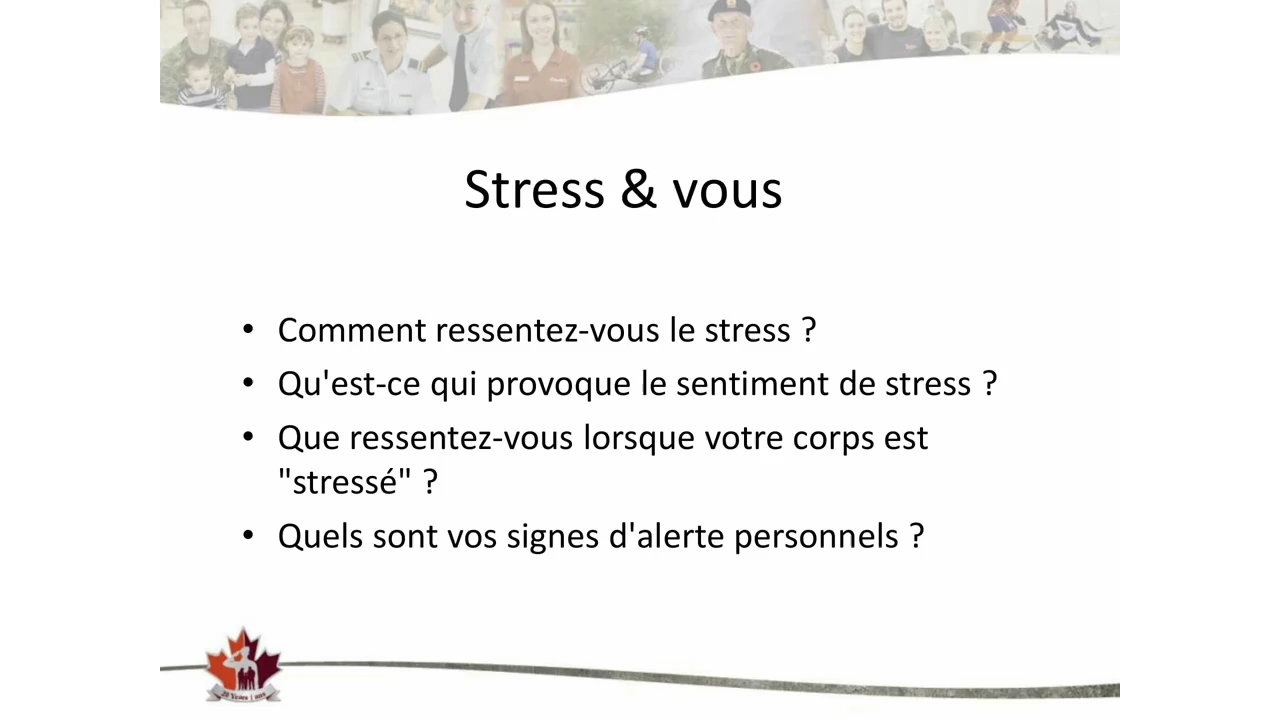 Stress & vous
• Comment ressentez-vous le stress ?
• Qu'est-ce qui provoque le sentiment de stress ?
• Que ressentez-vous lorsque votre corps est
"stressé" ?
• Quels sont vos signes d'alerte personnels ?